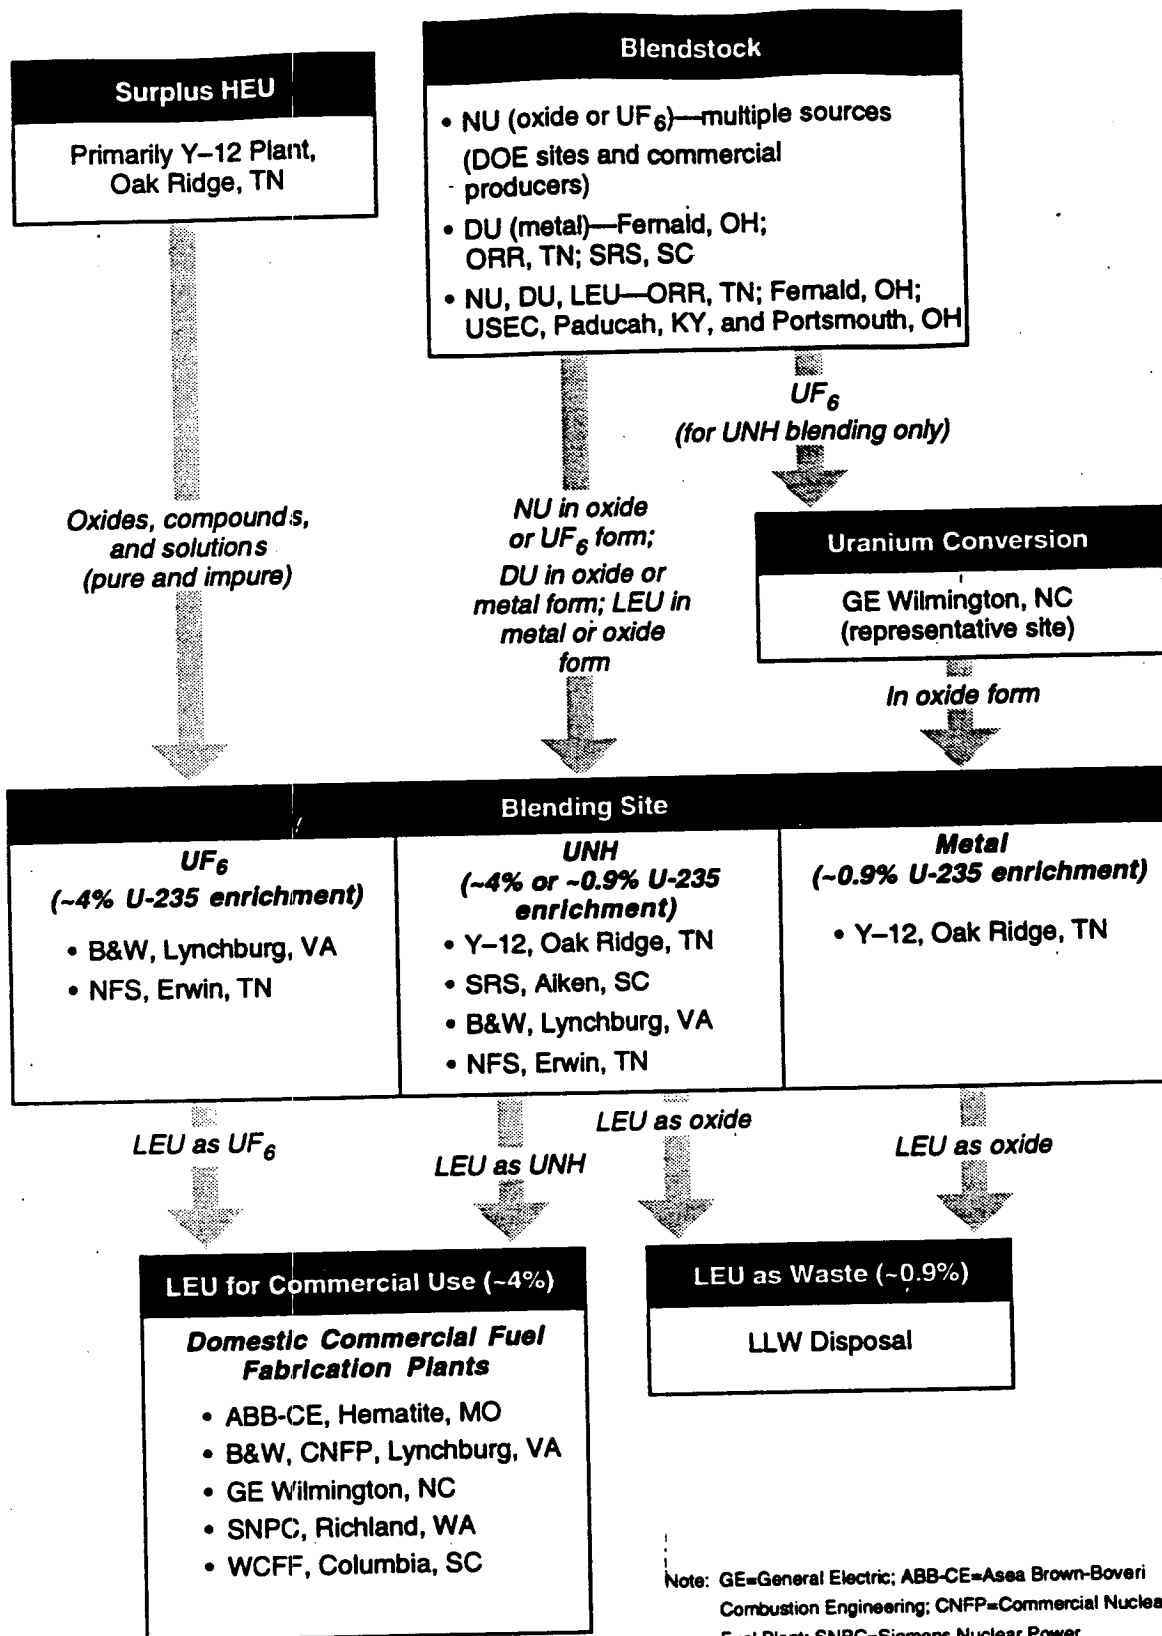 Surplus HEU
Primarily Y–12 Plant,
Oak Ridge, TN
Blendstock
• NU (oxide or UF6)—multiple sources
(DOE sites and commercial
producers)
• DU (metal)—Fernald, OH;
ORR, TN; SRS, SC
• NU, DU, LEU—ORR, TN; Fernald, OH;
USEC, Paducah, KY, and Portsmouth, OH
UF6
(for UNH blending only)
Oxides, compounds,
and solutions
(pure and impure)
NU in oxide
or UF6 form;
DU in oxide or
metal form; LEU in
metal or oxide
form
Uranium Conversion
GE Wilmington, NC
(representative site)
In oxide form
Blending Site
UF6
(~4% U-235 enrichment)
• B&W, Lynchburg, VA
• NFS, Erwin, TN
UNH
(~4% or ~0.9% U-235
enrichment)
• Y–12, Oak Ridge, TN
• SRS, Aiken, SC
• B&W, Lynchburg, VA
• NFS, Erwin, TN
Metal
(~0.9% U-235 enrichment)
• Y–12, Oak Ridge, TN
LEU as UF6
LEU as UNH
LEU as oxide
LEU as oxide
LEU for Commercial Use (~4%)
Domestic Commercial Fuel
Fabrication Plants
• ABB-CE, Hematite, MO
• B&W, CNFP, Lynchburg, VA
• GE Wilmington, NC
• SNPC, Richland, WA
• WCFF, Columbia, SC
LEU as Waste (~0.9%)
LLW Disposal
Note: GE=General Electric; ABB-CE=Asea Brown-Boveri
Combustion Engineering; CNFP=Commercial Nuclea
Fuel Plant; SNPC=Siemens Nuclear Power